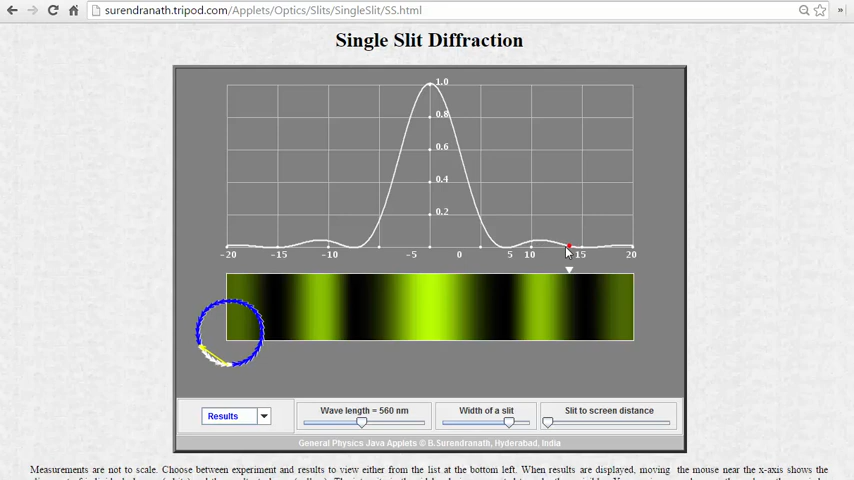 surendranath.tripod.com/Applets/Optics/Slits/SingleSlit/SS.html
Single Slit Diffraction
1.0
0.8
0.6
0.4
0.2
-20 -15 -10 -5 0 5 10 15 20
Results
Wave length = 560 nm
Width of a slit
Slit to screen distance
General Physics Java Applets © B.Surendranath, Hyderabad, India
Measurements are not to scale. Choose between experiment and results to view either from the list at the bottom left. When results are displayed, moving the mouse near the x-axis shows the